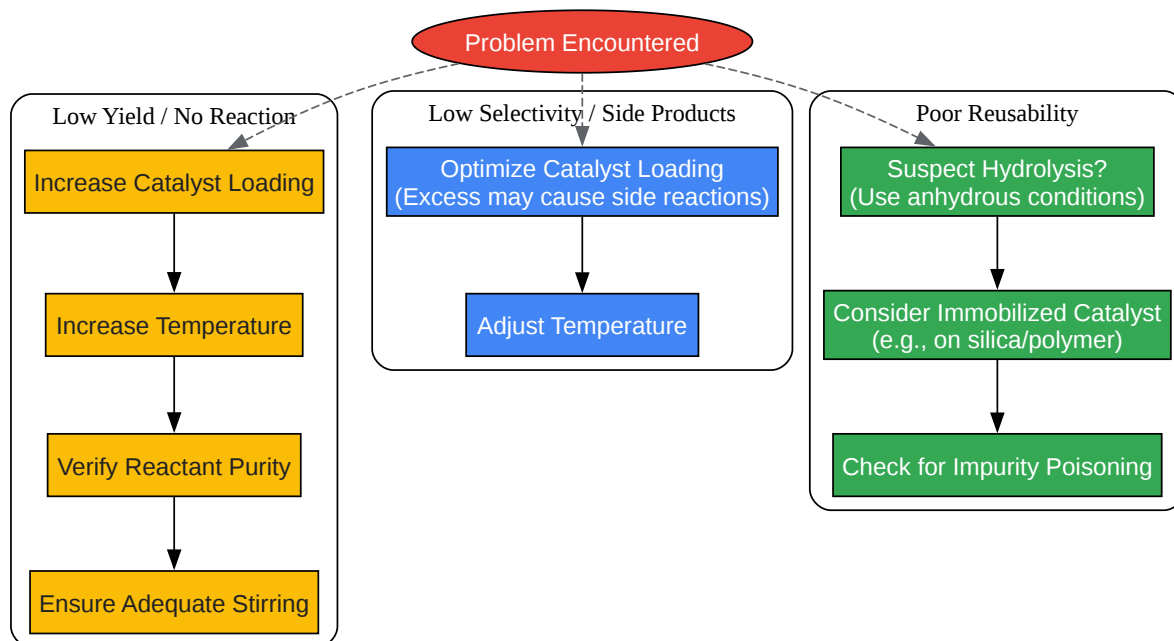 Problem Encountered
Low Yield / No Reaction
Increase Catalyst Loading
Increase Temperature
Verify Reactant Purity
Ensure Adequate Stirring
Low Selectivity / Side Products
Optimize Catalyst Loading
(Excess may cause side reactions)
Adjust Temperature
Poor Reusability
Suspect Hydrolysis?
(Use anhydrous conditions)
Consider Immobilized Catalyst
(e.g., on silica/polymer)
Check for Impurity Poisoning